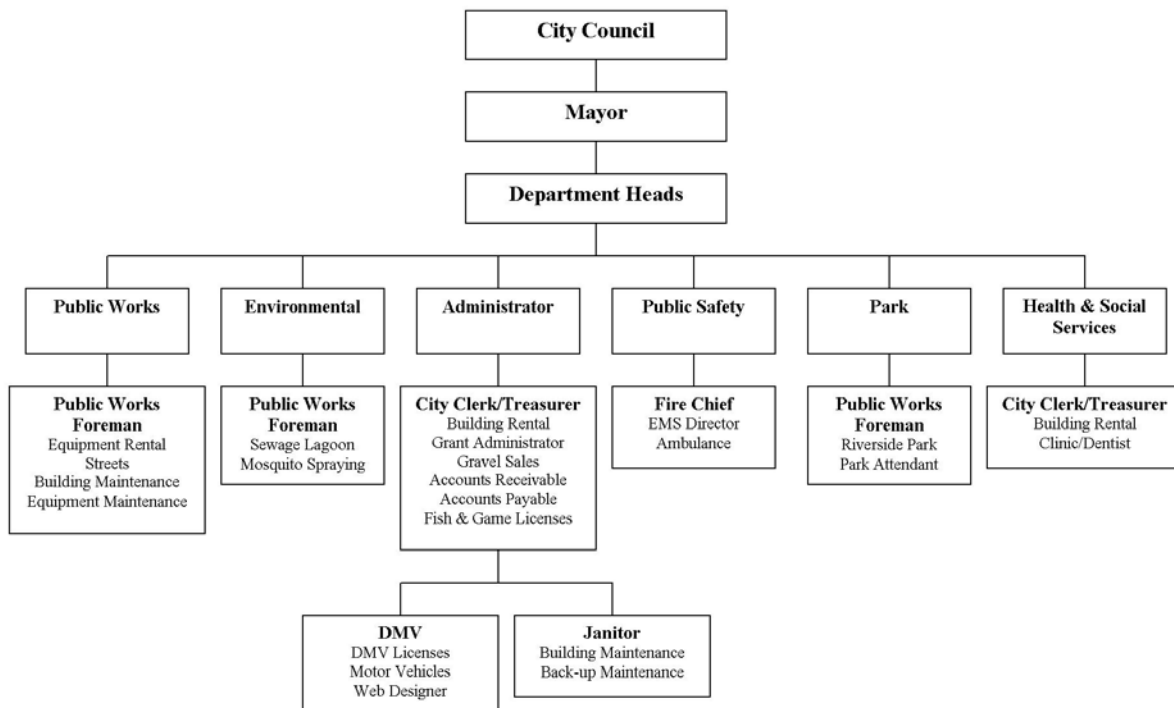 City Council
Mayor
Department Heads
Public Works
Environmental
Administrator
Public Safety
Park
Health & Social
Services
Public Works
Foreman
Equipment Rental
Streets
Building Maintenance
Equipment Maintenance
Public Works
Foreman
Sewage Lagoon
Mosquito Spraying
City Clerk/Treasurer
Building Rental
Grant Administrator
Gravel Sales
Accounts Receivable
Accounts Payable
Fish & Game Licenses
Fire Chief
EMS Director
Ambulance
Public Works
Foreman
Riverside Park
Park Attendant
City Clerk/Treasurer
Building Rental
Clinic/Dentist
DMV
DMV Licenses
Motor Vehicles
Web Designer
Janitor
Building Maintenance
Back-up Maintenance